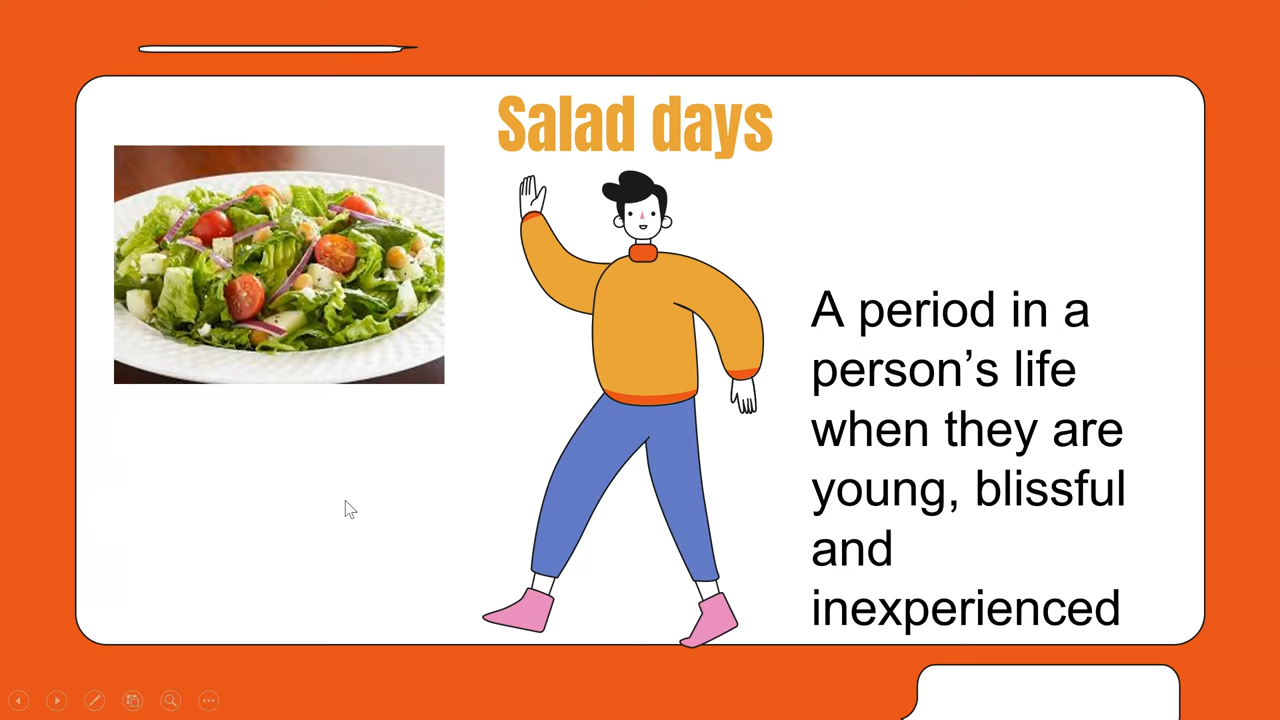 Salad days
A period in a
person’s life
when they are
young, blissful
and
inexperienced